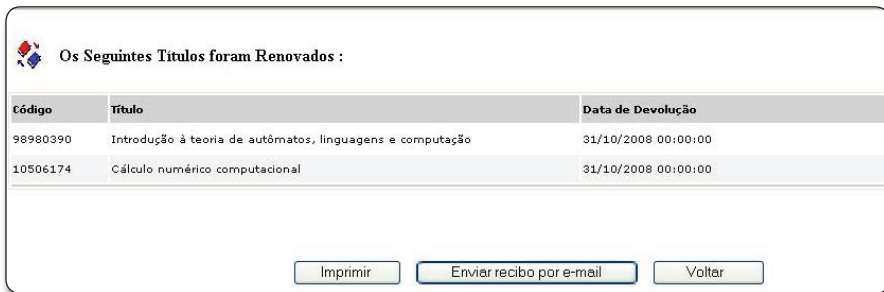 Os Seguintes Títulos foram Renovados :
Código Título Data de Devolução
98980390 Introdução à teoria de autômatos, linguagens e computação 31/10/2008 00:00:00
10506174 Cálculo numérico computacional 31/10/2008 00:00:00
Imprimir Enviar recibo por e-mail Voltar